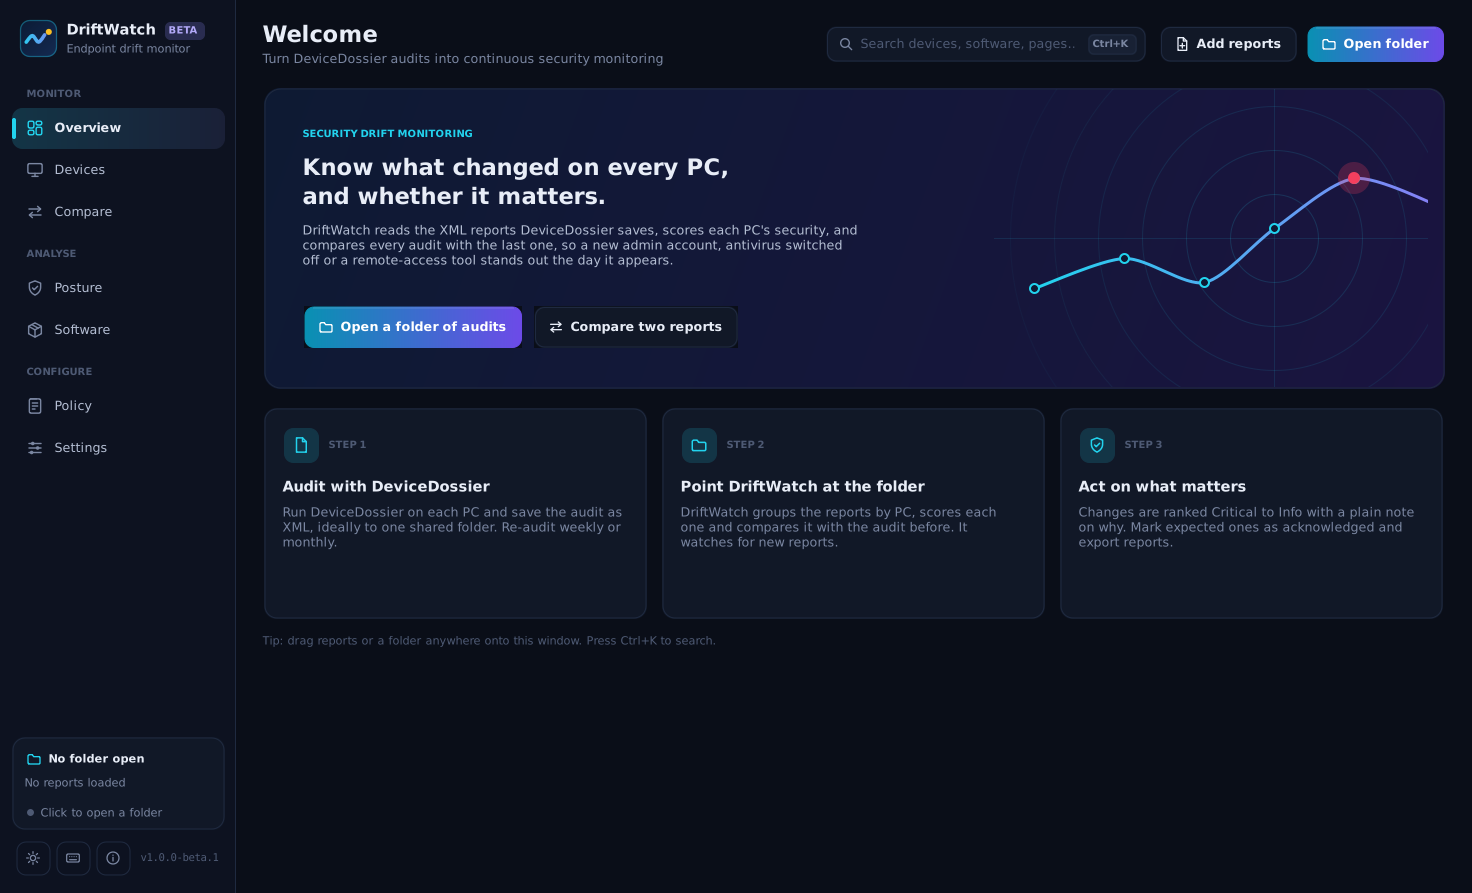 DriftWatch BETA
Endpoint drift monitor
MONITOR
Overview
Devices
Compare
ANALYSE
Posture
Software
CONFIGURE
Policy
Settings
No folder open
No reports loaded
Click to open a folder
v1.0.0-beta.1
Welcome
Turn DeviceDossier audits into continuous security monitoring
Search devices, software, pages.. Ctrl+K
Add reports
Open folder
SECURITY DRIFT MONITORING
Know what changed on every PC,
and whether it matters.
DriftWatch reads the XML reports DeviceDossier saves, scores each PC's security, and
compares every audit with the last one, so a new admin account, antivirus switched
off or a remote-access tool stands out the day it appears.
Open a folder of audits
Compare two reports
STEP 1
Audit with DeviceDossier
Run DeviceDossier on each PC and save the audit as
XML, ideally to one shared folder. Re-audit weekly or
monthly.
STEP 2
Point DriftWatch at the folder
DriftWatch groups the reports by PC, scores each
one and compares it with the audit before. It
watches for new reports.
STEP 3
Act on what matters
Changes are ranked Critical to Info with a plain note
on why. Mark expected ones as acknowledged and
export reports.
Tip: drag reports or a folder anywhere onto this window. Press Ctrl+K to search.